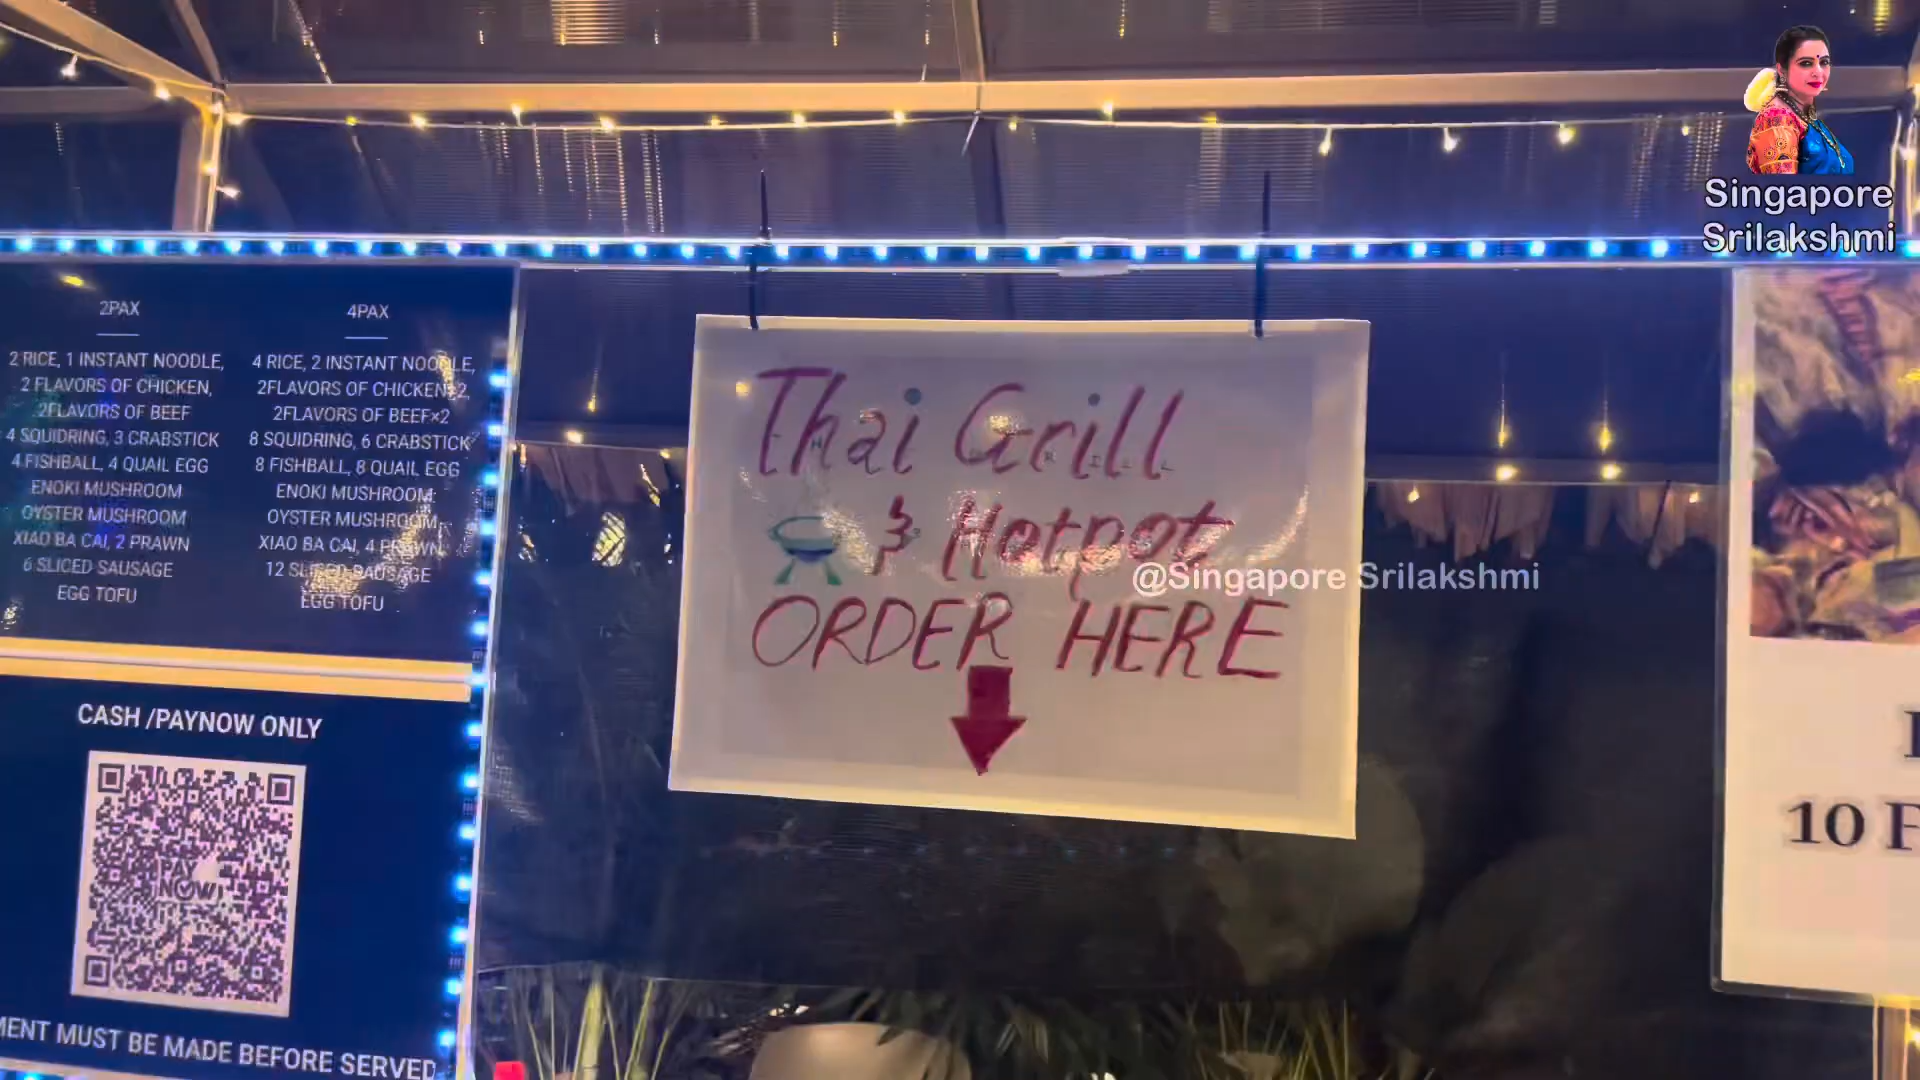 Singapore
Srilakshmi
2PAX
2 RICE, 1 INSTANT NOODLE,
2 FLAVORS OF CHICKEN,
2FLAVORS OF BEEF
4 SQUIDRING, 3 CRABSTICK
4 FISHBALL, 4 QUAIL EGG
ENOKI MUSHROOM
OYSTER MUSHROOM
XIAO BA CAI, 2 PRAWN
6 SLICED SAUSAGE
EGG TOFU
4PAX
4 RICE, 2 INSTANT NOODLE,
2FLAVORS OF CHICKEN×2,
2FLAVORS OF BEEF×2
8 SQUIDRING, 6 CRABSTICK
8 FISHBALL, 8 QUAIL EGG
ENOKI MUSHROOM
OYSTER MUSHROOM
XIAO BA CAI, 4 PRAWN
12 SLICED SAUSAGE
EGG TOFU
CASH /PAYNOW ONLY
PAY
NOW
MENT MUST BE MADE BEFORE SERVED
Thai Grill
& Hotpot
ORDER HERE
@Singapore Srilakshmi
10